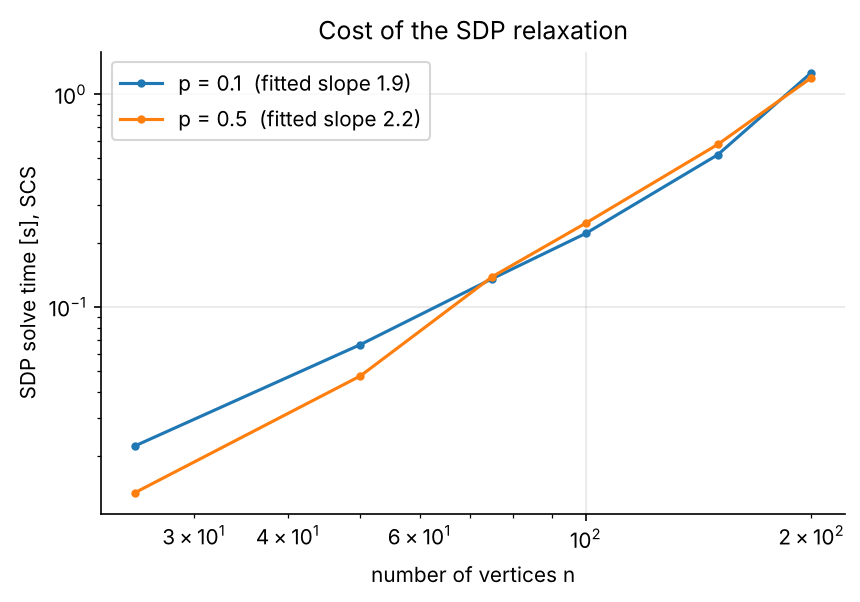 Cost of the SDP relaxation
p = 0.1 (fitted slope 1.9)
p = 0.5 (fitted slope 2.2)
SDP solve time [s], SCS
10⁰
10⁻¹
3 × 10¹
4 × 10¹
6 × 10¹
10²
2 × 10²
number of vertices n